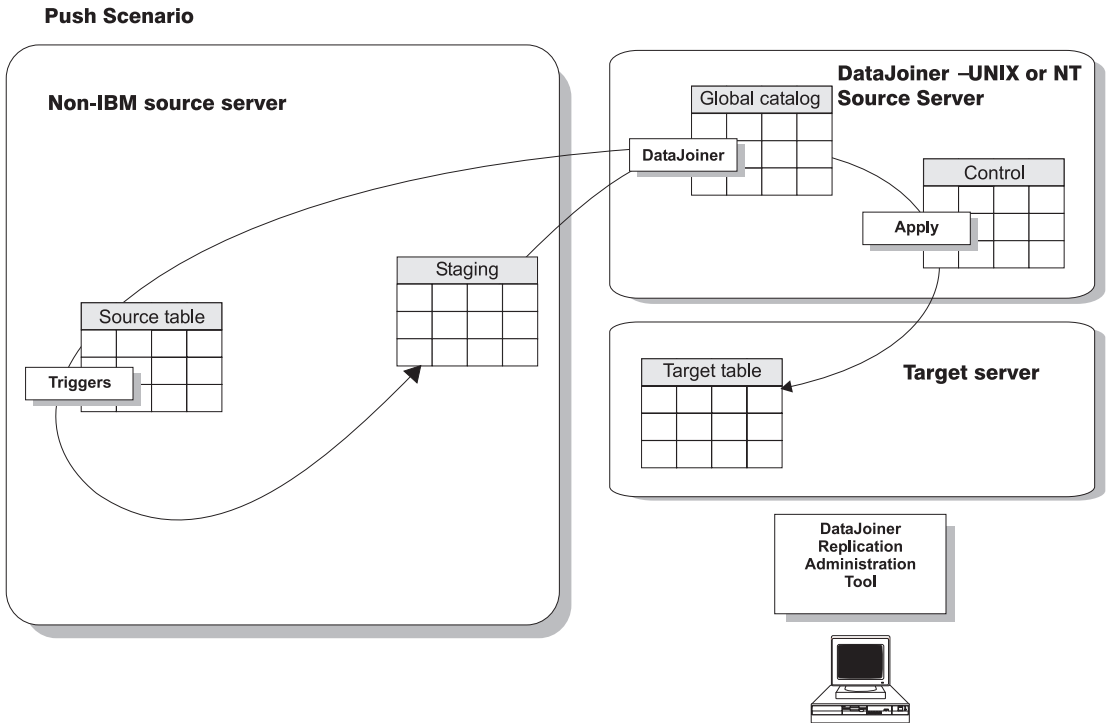 Push Scenario
Non-IBM source server
DataJoiner –UNIX or NT
Source Server
Global catalog
DataJoiner
Control
Apply
Staging
Source table
Triggers
Target table
Target server
DataJoiner
Replication
Administration
Tool